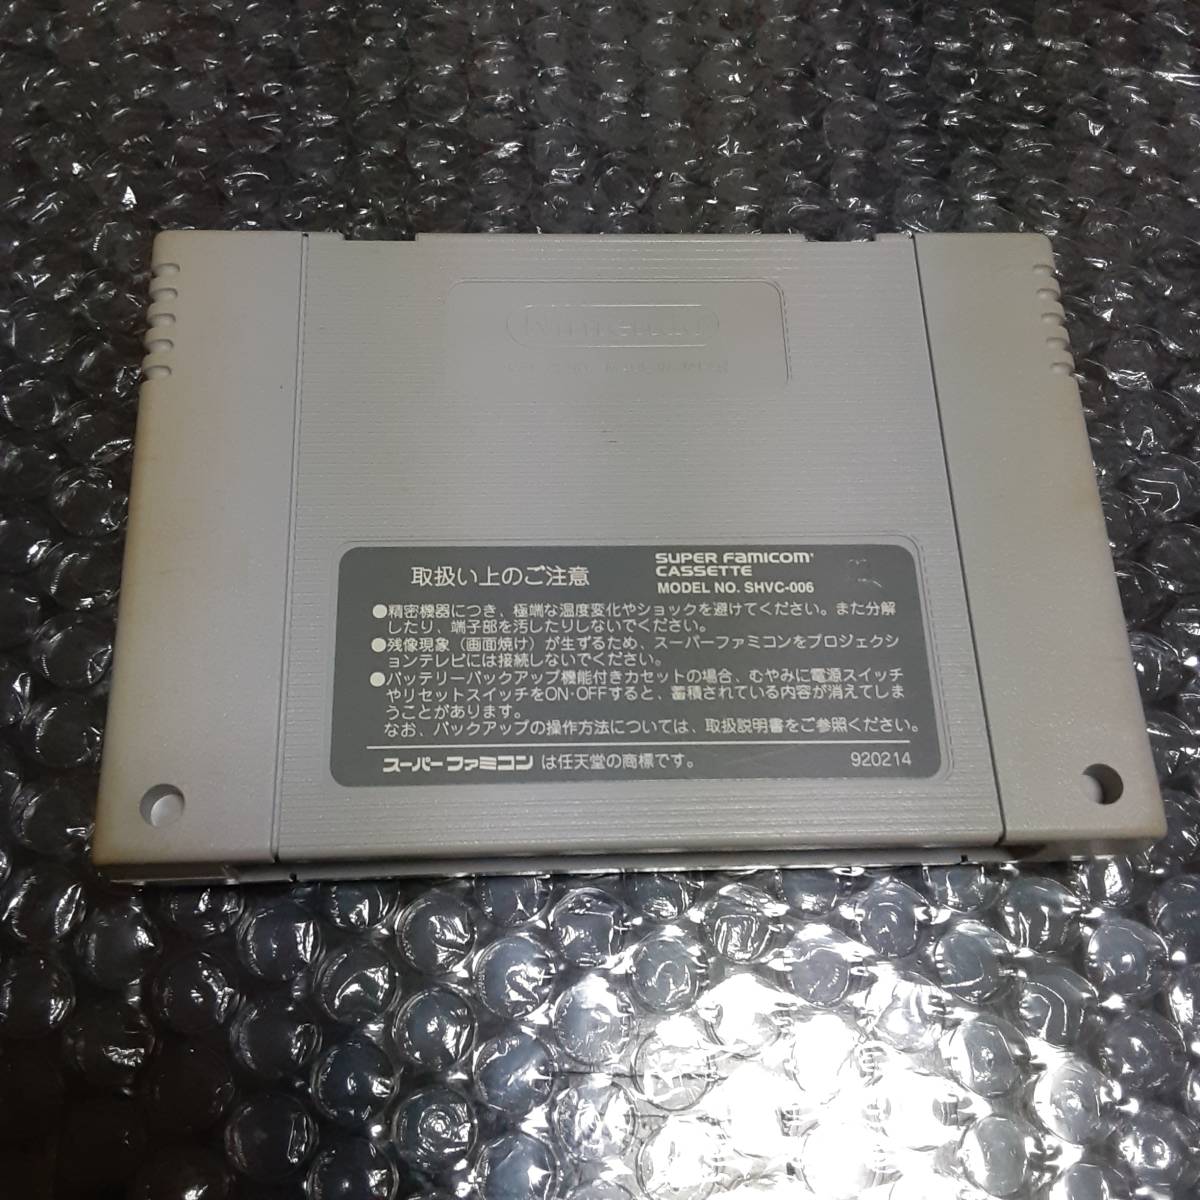 Nintendo
取扱い上のご注意
SUPER FAMICOM
CASSETTE
MODEL NO. SHVC-006
●精密機器につき、極端な温度変化やショックを避けてください。また分解
したり、端子部を汚したりしないでください。
●残像現象（画面焼け）が生ずるため、スーパーファミコンをプロジェクシ
ョンテレビには接続しないでください。
●バッテリーバックアップ機能付きカセットの場合、むやみに電源スイッチ
やリセットスイッチをON・OFFすると、蓄積されている内容が消えてしま
うことがあります。
なお、バックアップの操作方法については、取扱説明書をご参照ください。
スーパーファミコン は任天堂の商標です。
920214